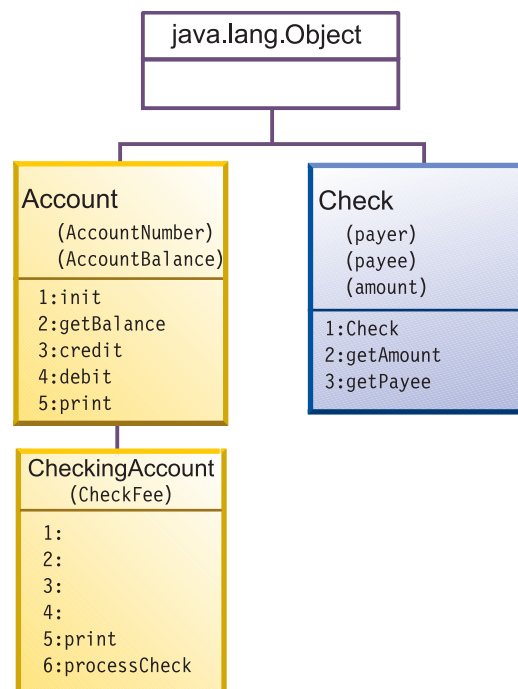 java.lang.Object
Account
(AccountNumber)
(AccountBalance)
1:init
2:getBalance
3:credit
4:debit
5:print
Check
(payer)
(payee)
(amount)
1:Check
2:getAmount
3:getPayee
CheckingAccount
(CheckFee)
1:
2:
3:
4:
5:print
6:processCheck